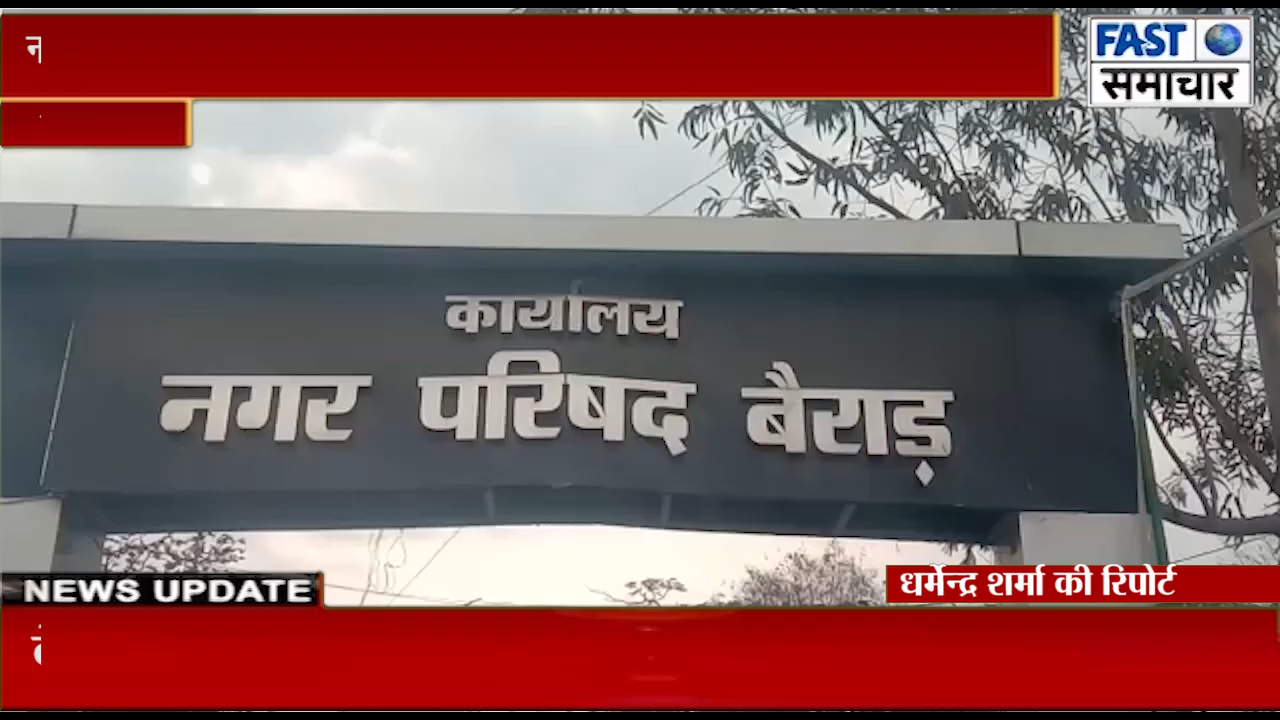 FAST
समाचार
कार्यालय
नगर परिषद बैराड़
NEWS UPDATE
धर्मेन्द्र शर्मा की रिपोर्ट